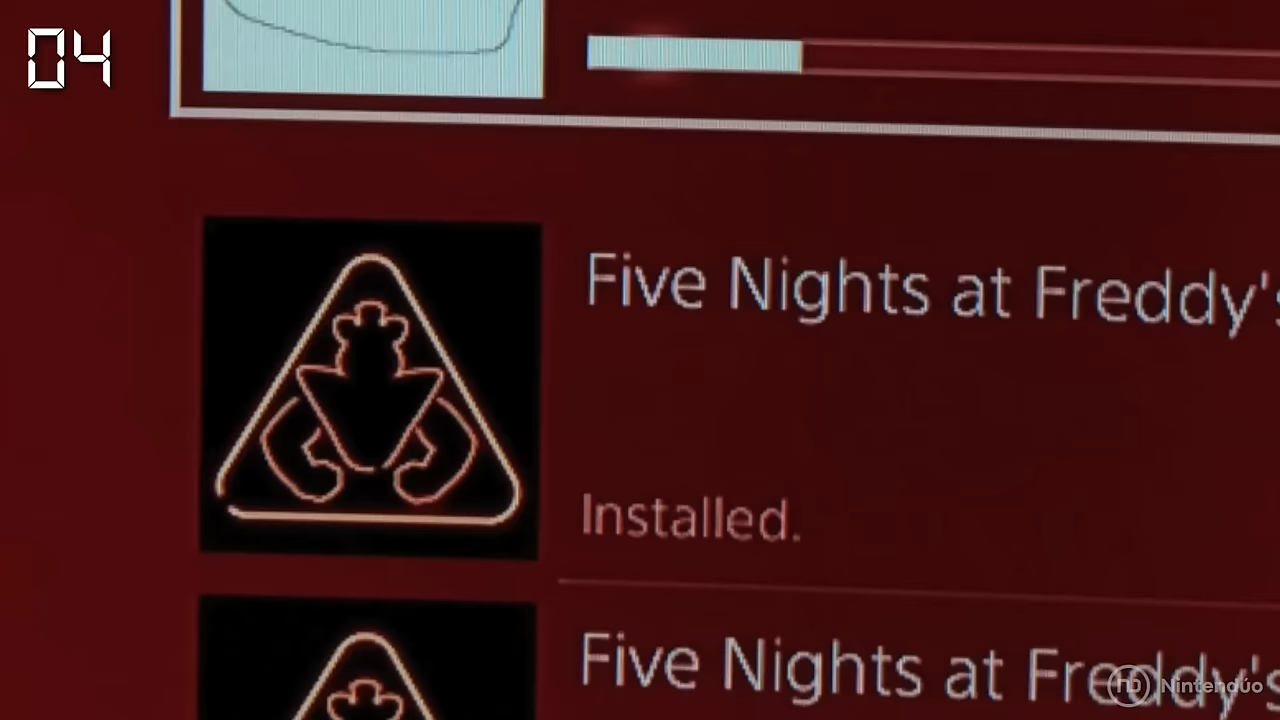 04
Five Nights at Freddy's
Installed.
Five Nights at Freddy's
Nintendúo